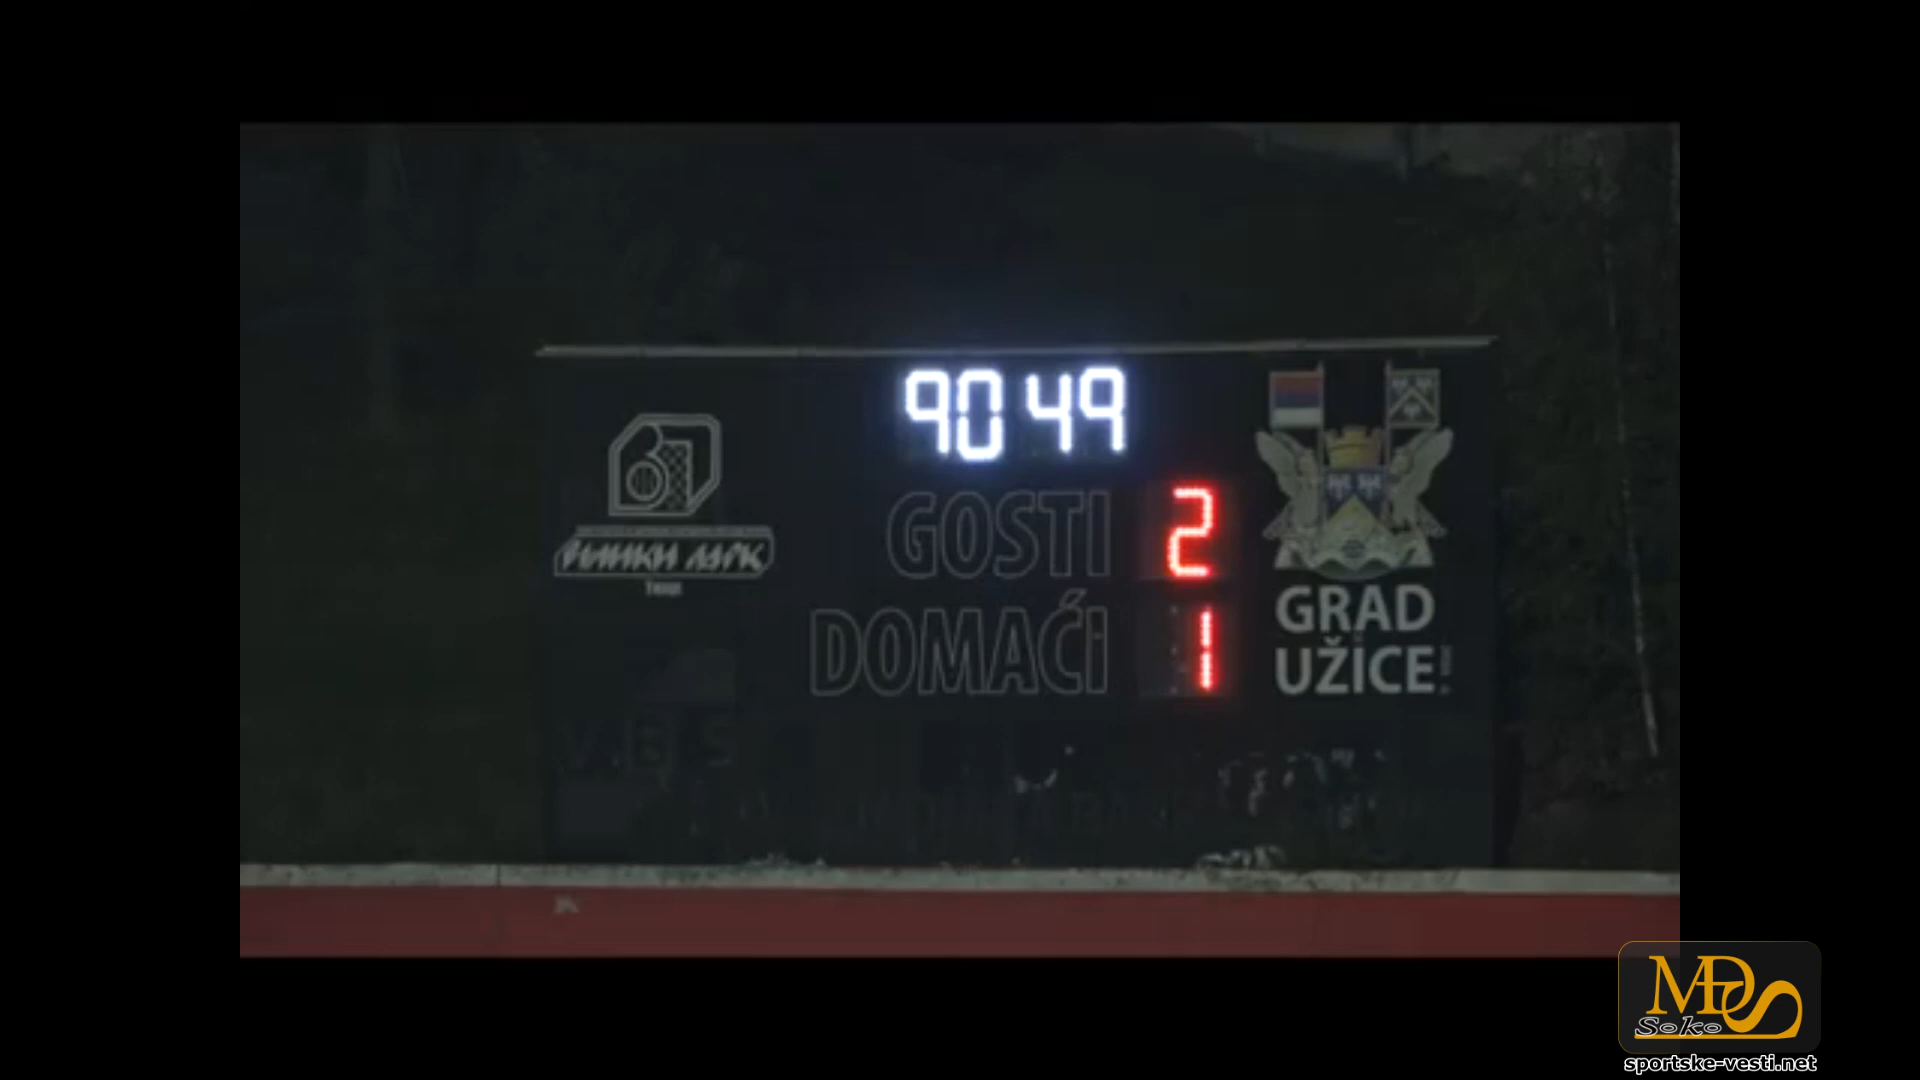 90 49
GOSTI 2
DOMAĆI 1
GRAD
UŽICE
MD S
Soko
sportske-vesti.net